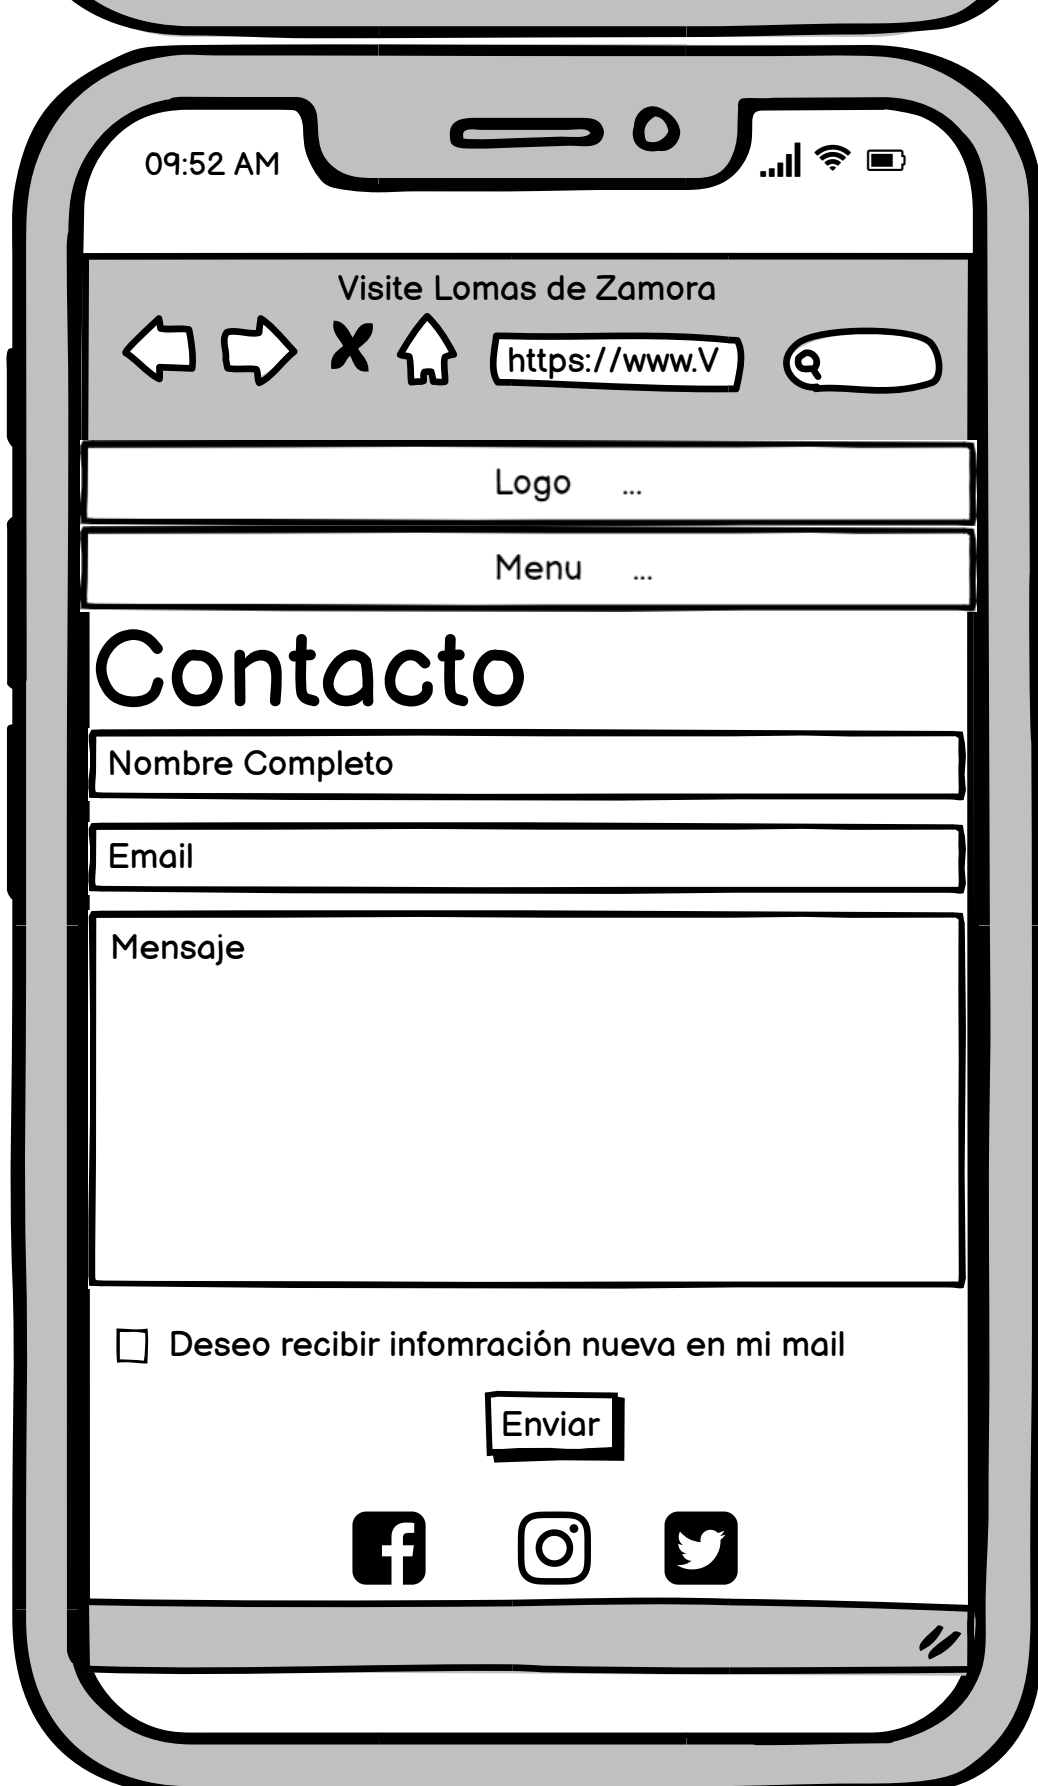 09:52 AM
Visite Lomas de Zamora
https://www.V
Logo ...
Menu ...
Contacto
Nombre Completo
Email
Mensaje
Deseo recibir infomración nueva en mi mail
Enviar